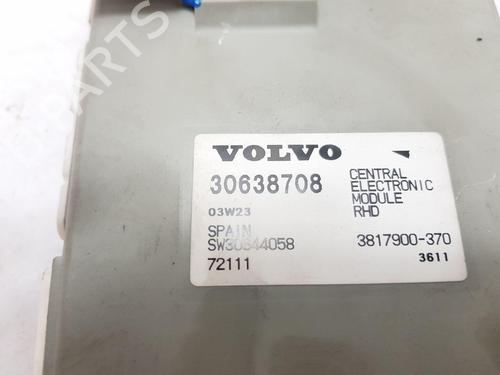 VOLVO
30638708
03W23
SPAIN
SW30644058
72111
CENTRAL
ELECTRONIC
MODULE
RHD
3817900-370
3611